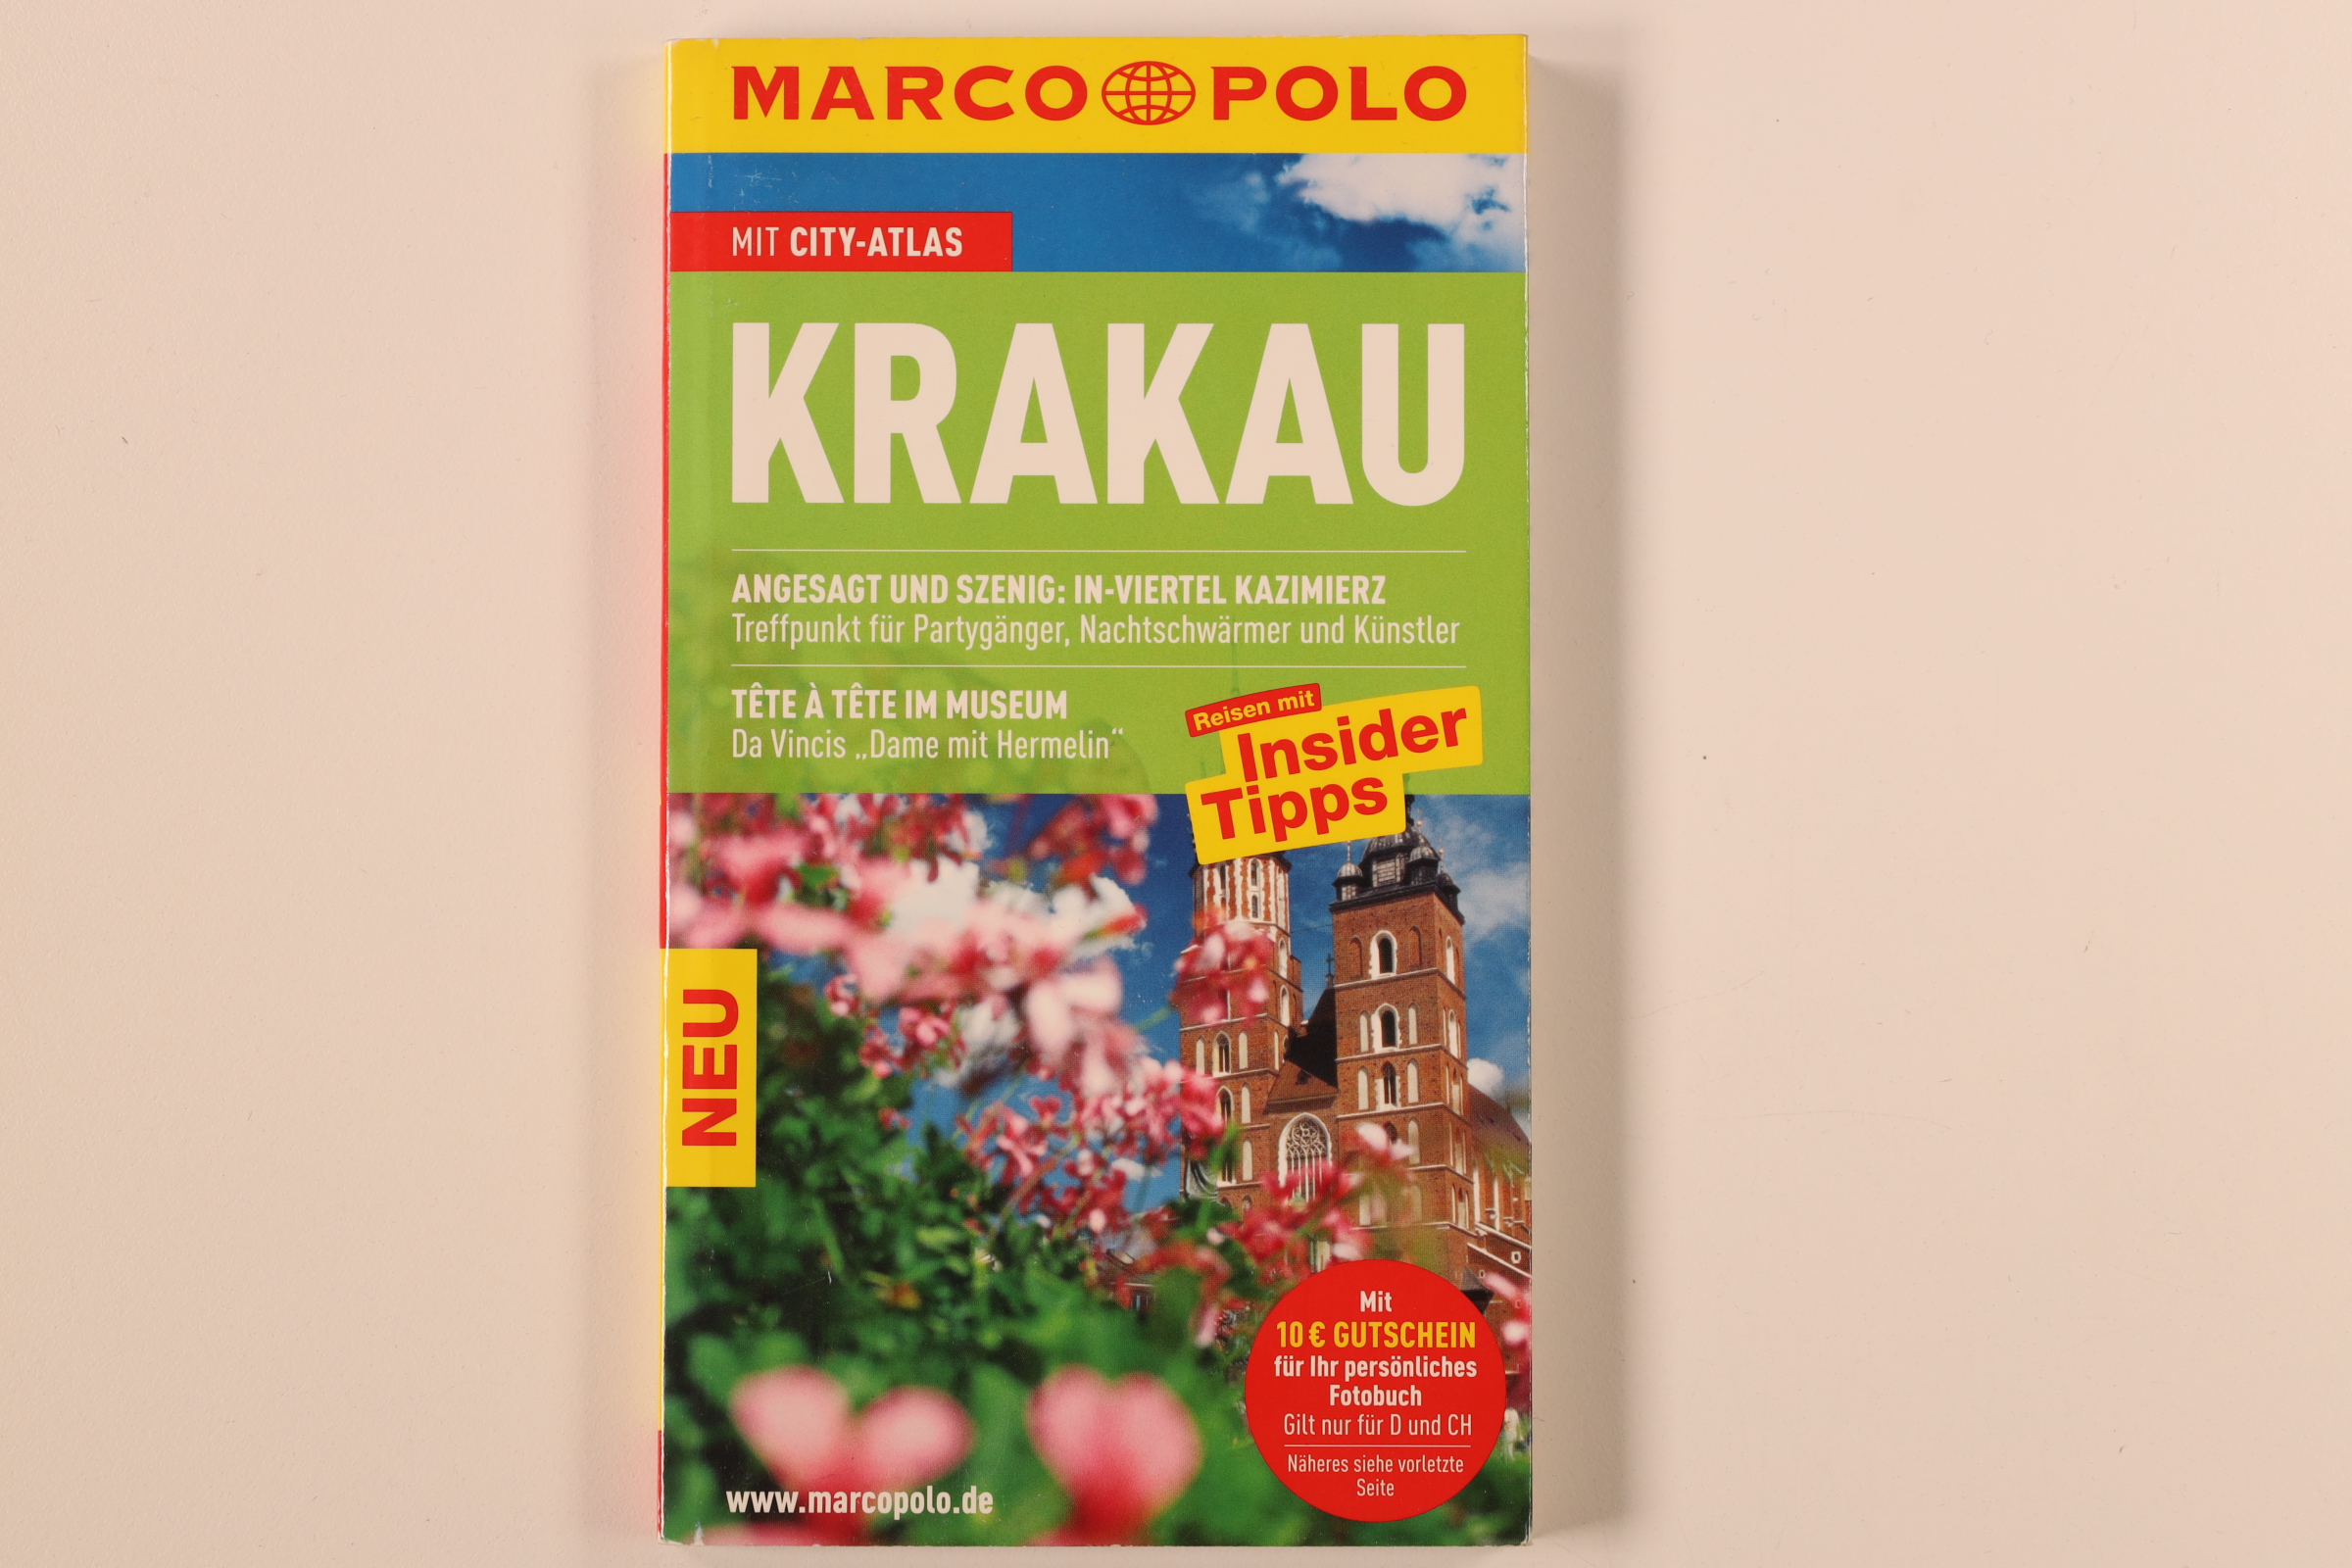 MARCO POLO
MIT CITY-ATLAS
KRAKAU
ANGESAGT UND SZENIG: IN-VIERTEL KAZIMIERZ
Treffpunkt für Partygänger, Nachtschwärmer und Künstler
TÊTE À TÊTE IM MUSEUM
Da Vincis „Dame mit Hermelin“
Reisen mit
Insider
Tipps
NEU
Mit
10 € GUTSCHEIN
für Ihr persönliches
Fotobuch
Gilt nur für D und CH
Näheres siehe vorletzte
Seite
www.marcopolo.de